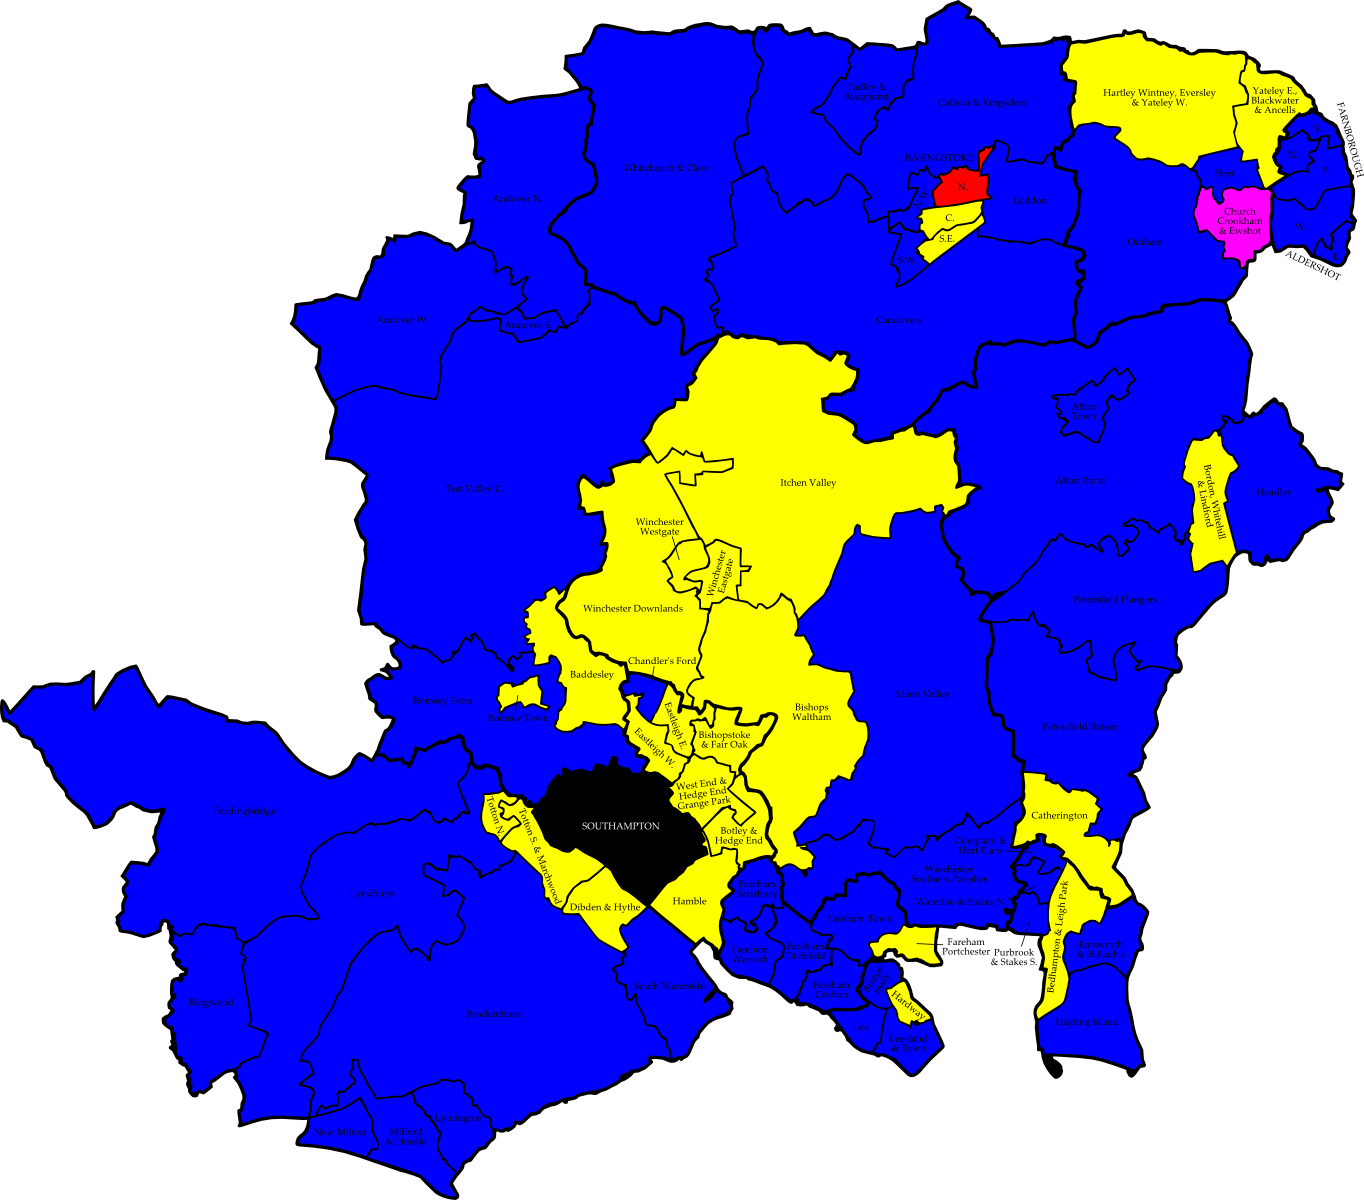 Tadley &
Baughurst
Calleva & Kingsclere
Hartley Wintney, Eversley
& Yateley W.
Yateley E.,
Blackwater
& Ancells
FARNBOROUGH
N.
W.
S.
BASINGSTOKE
Whitchurch & Clere
Andover N.
N.W.
N.
Loddon
Fleet
C.
S.E.
S.W.
Church
Crookham
& Ewshot
W.
E.
ALDERSHOT
Odiham
Andover W.
Andover S.
Candovers
Alton
Town
Test Valley C.
Itchen Valley
Alton Rural
Bordon, Whitehill
& Lindford
Headley
Winchester
Westgate
Winchester
Eastgate
Winchester Downlands
Petersfield Hangers
Chandler's Ford
Baddesley
Romsey Extra
Romsey Town
Meon Valley
Bishops
Waltham
Petersfield Butser
Eastleigh E.
Eastleigh W.
Bishopstoke
& Fair Oak
West End &
Hedge End
Grange Park
Botley &
Hedge End
Fordingbridge
Totton N.
Totton S. & Marchwood
SOUTHAMPTON
Catherington
Cowplain &
Hart Plain
Winchester
Southern Parishes
Waterloo & Stakes N.
Lyndhurst
Dibden & Hythe
Hamble
Fareham
Sarisbury
Fareham Town
Fareham
Warsash
Fareham
Titchfield
Fareham
Portchester
Purbrook
& Stakes S.
Bedhampton & Leigh Park
Emsworth
& St Faith's
Fareham
Crofton
Hardway
Ringwood
Brockenhurst
South Waterside
Lee
Leesland
& Town
Hayling Island
New Milton
Milford
& Hordle
Lymington